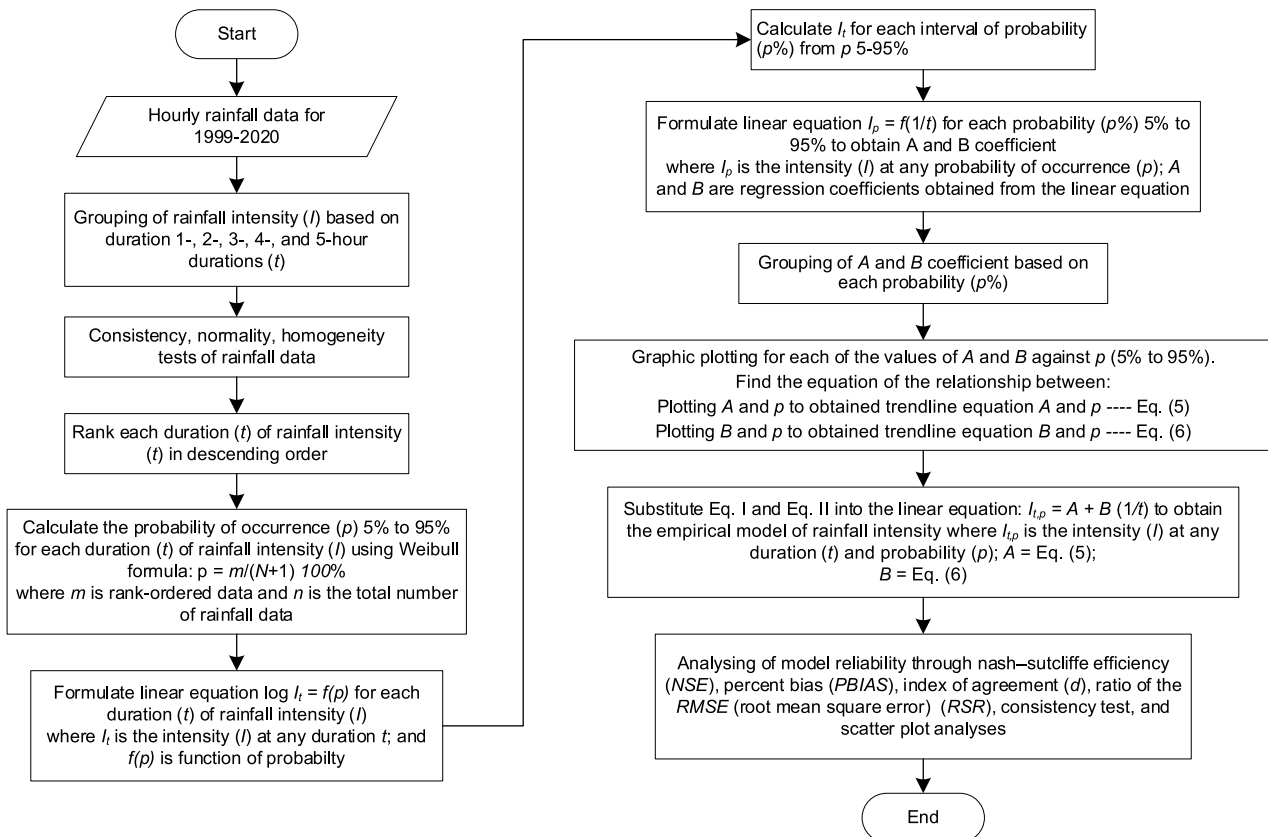 Start
Hourly rainfall data for
1999-2020
Grouping of rainfall intensity (I) based on
duration 1-, 2-, 3-, 4-, and 5-hour
durations (t)
Consistency, normality, homogeneity
tests of rainfall data
Rank each duration (t) of rainfall intensity
(t) in descending order
Calculate the probability of occurrence (p) 5% to 95%
for each duration (t) of rainfall intensity (I) using Weibull
formula: p = m/(N+1) 100%
where m is rank-ordered data and n is the total number
of rainfall data
Formulate linear equation log Iₜ = f(p) for each
duration (t) of rainfall intensity (I)
where Iₜ is the intensity (I) at any duration t; and
f(p) is function of probabilty
Calculate Iₜ for each interval of probability
(p%) from p 5-95%
Formulate linear equation Iₚ = f(1/t) for each probability (p%) 5% to
95% to obtain A and B coefficient
where Iₚ is the intensity (I) at any probability of occurrence (p); A
and B are regression coefficients obtained from the linear equation
Grouping of A and B coefficient based on
each probability (p%)
Graphic plotting for each of the values of A and B against p (5% to 95%).
Find the equation of the relationship between:
Plotting A and p to obtained trendline equation A and p ---- Eq. (5)
Plotting B and p to obtained trendline equation B and p ---- Eq. (6)
Substitute Eq. I and Eq. II into the linear equation: Iₜ,ₚ = A + B (1/t) to obtain
the empirical model of rainfall intensity where Iₜ,ₚ is the intensity (I) at any
duration (t) and probability (p); A = Eq. (5);
B = Eq. (6)
Analysing of model reliability through nash–sutcliffe efficiency
(NSE), percent bias (PBIAS), index of agreement (d), ratio of the
RMSE (root mean square error) (RSR), consistency test, and
scatter plot analyses
End